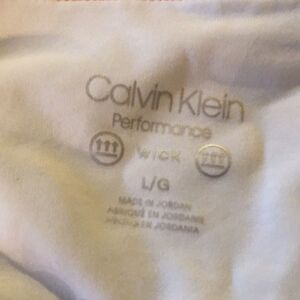 Calvin Klein
Performance
WICK
L/G
MADE IN JORDAN
FABRIQUÉ EN JORDANIE
HECHO EN JORDANIA